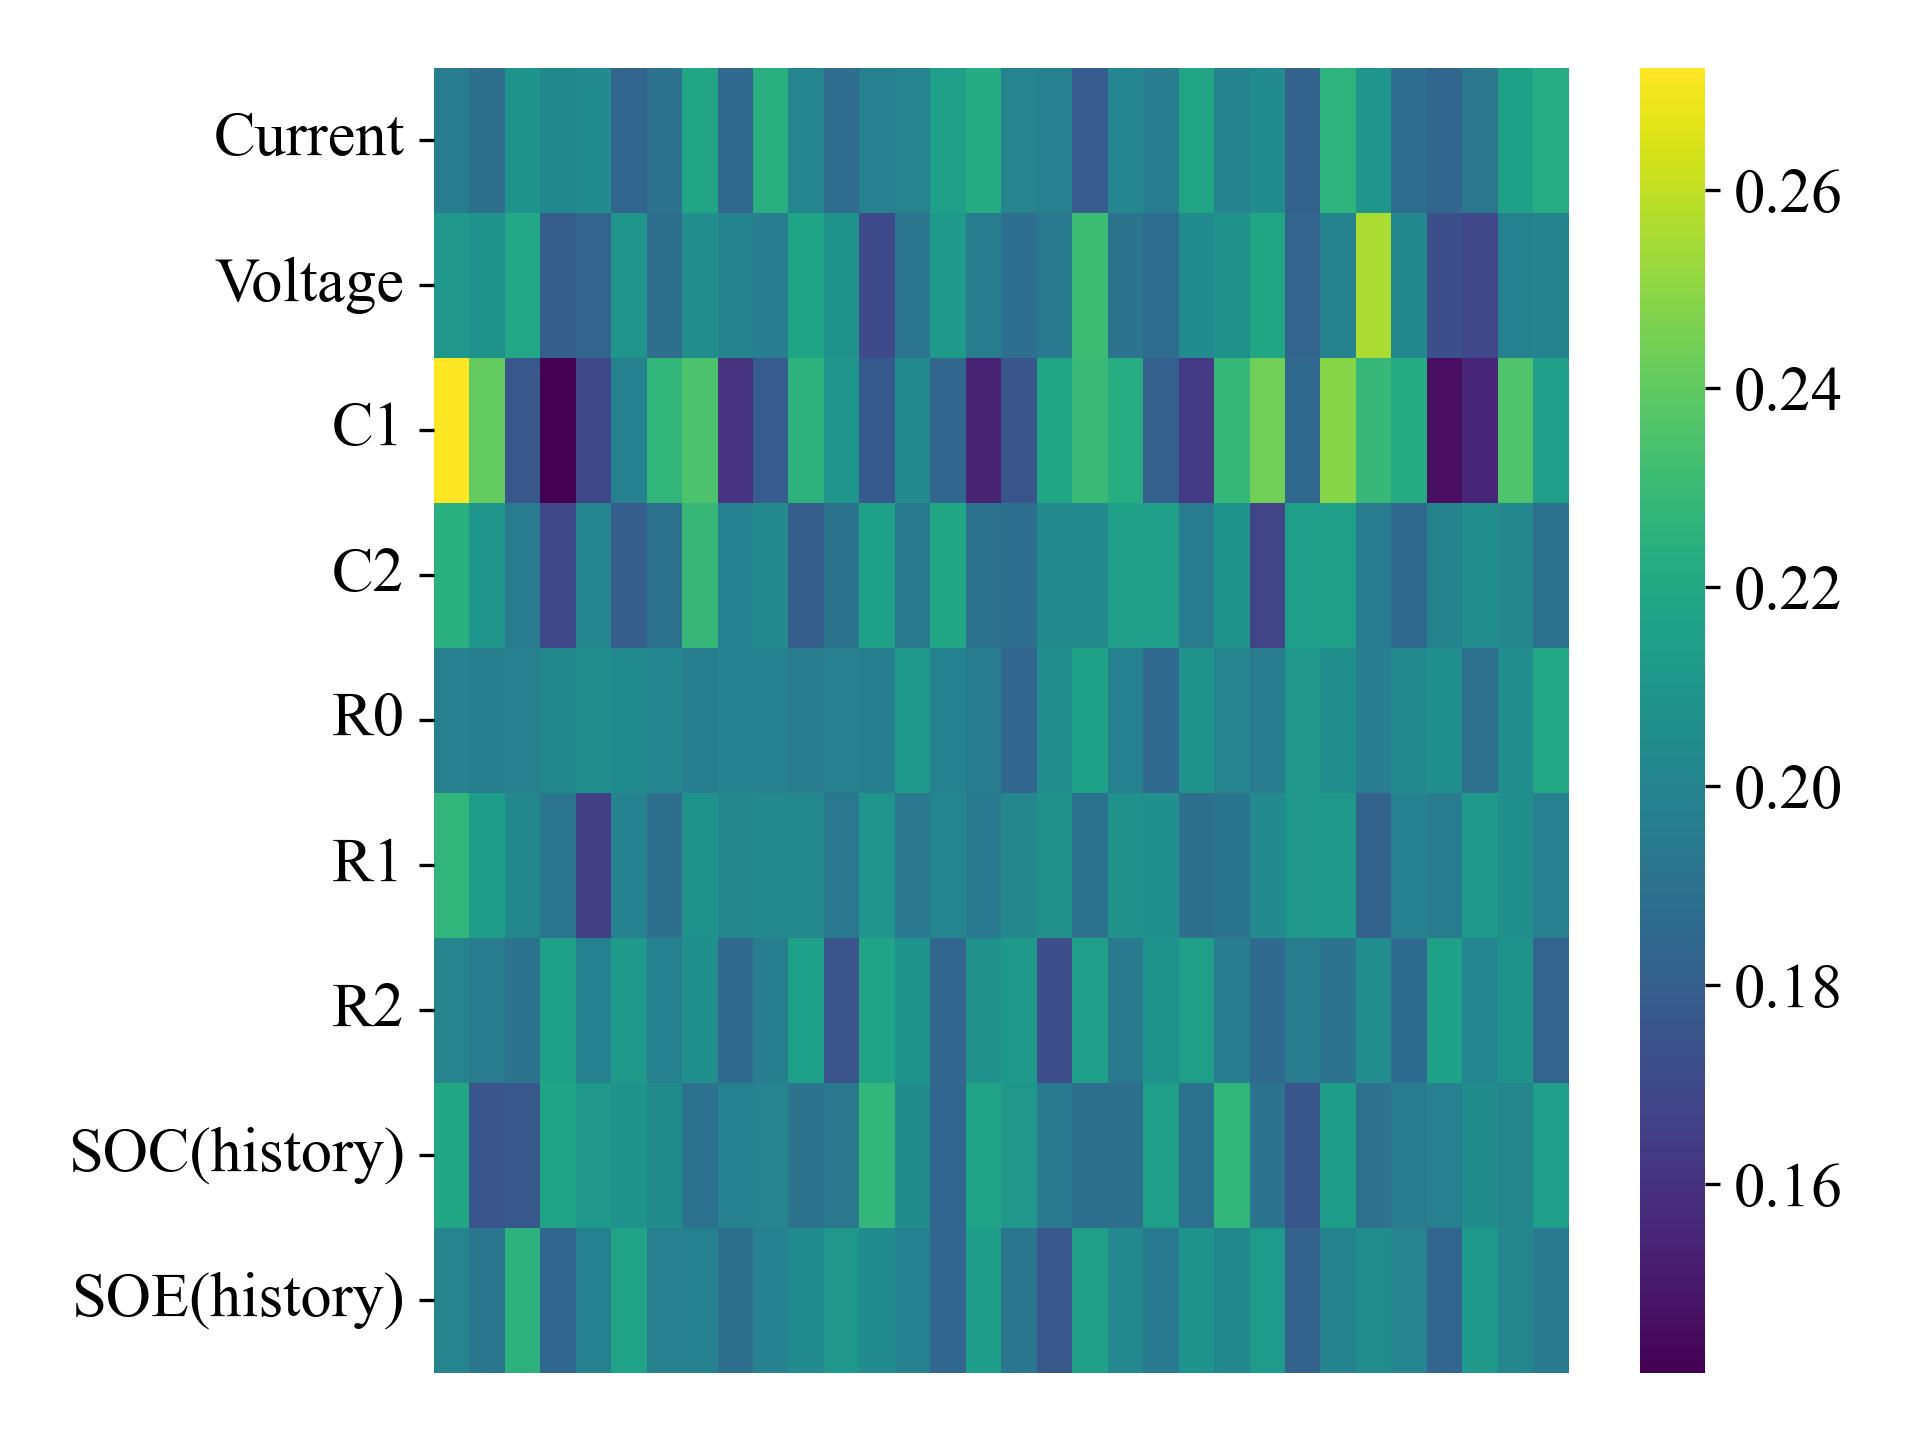 Current
Voltage
C1
C2
R0
R1
R2
SOC(history)
SOE(history)
0.26
0.24
0.22
0.20
0.18
0.16